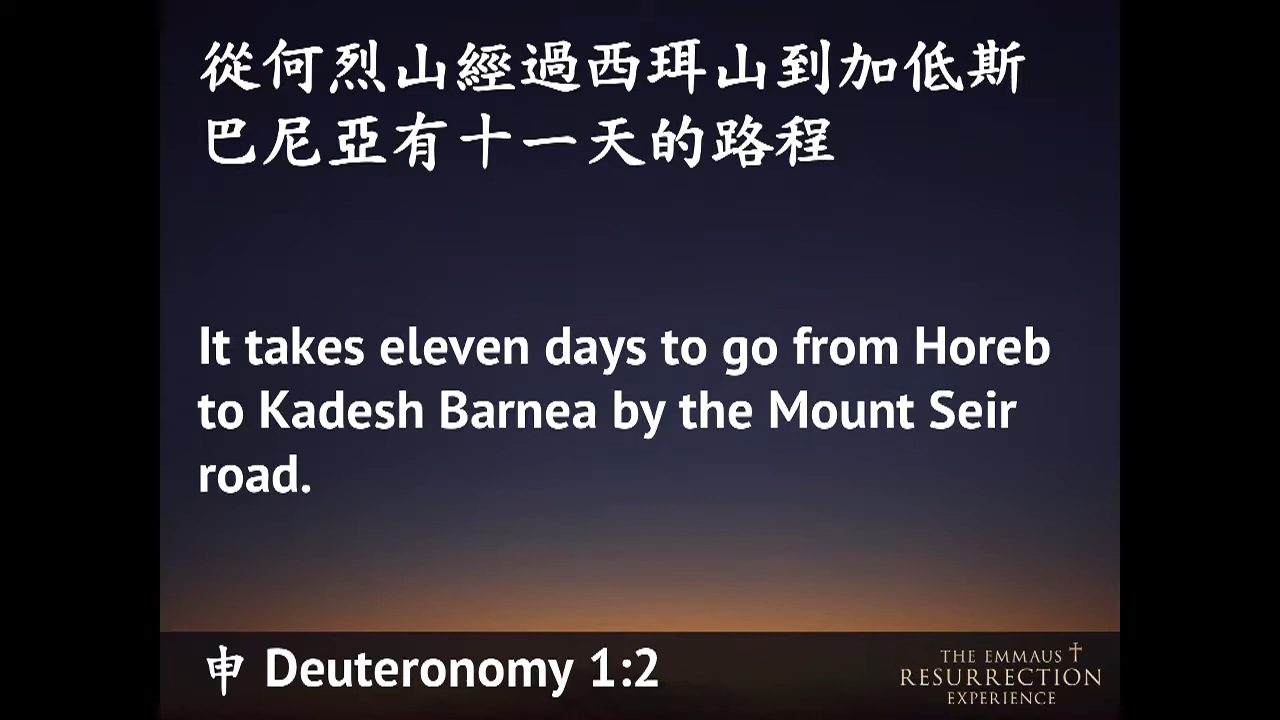 從何烈山經過西珥山到加低斯
巴尼亞有十一天的路程
It takes eleven days to go from Horeb
to Kadesh Barnea by the Mount Seir
road.
申 Deuteronomy 1:2
THE EMMAUS
RESURRECTION
EXPERIENCE